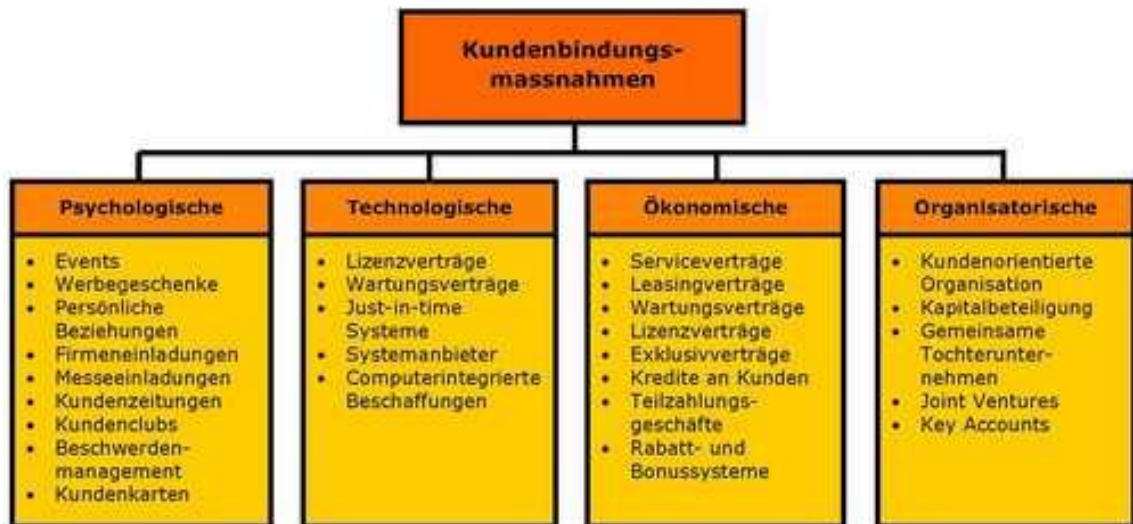 Kundenbindungs-
massnahmen
Psychologische
• Events
• Werbegeschenke
• Persönliche
Beziehungen
• Firmeneinladungen
• Messeeinladungen
• Kundenzeitungen
• Kundenclubs
• Beschwerden-
management
• Kundenkarten
Technologische
• Lizenzverträge
• Wartungsverträge
• Just-in-time
Systeme
• Systemanbieter
• Computerintegrierte
Beschaffungen
Ökonomische
• Serviceverträge
• Leasingverträge
• Wartungsverträge
• Lizenzverträge
• Exklusivverträge
• Kredite an Kunden
• Teilzahlungs-
geschäfte
• Rabatt- und
Bonussysteme
Organisatorische
• Kundenorientierte
Organisation
• Kapitalbeteiligung
• Gemeinsame
Tochterunter-
nehmen
• Joint Ventures
• Key Accounts